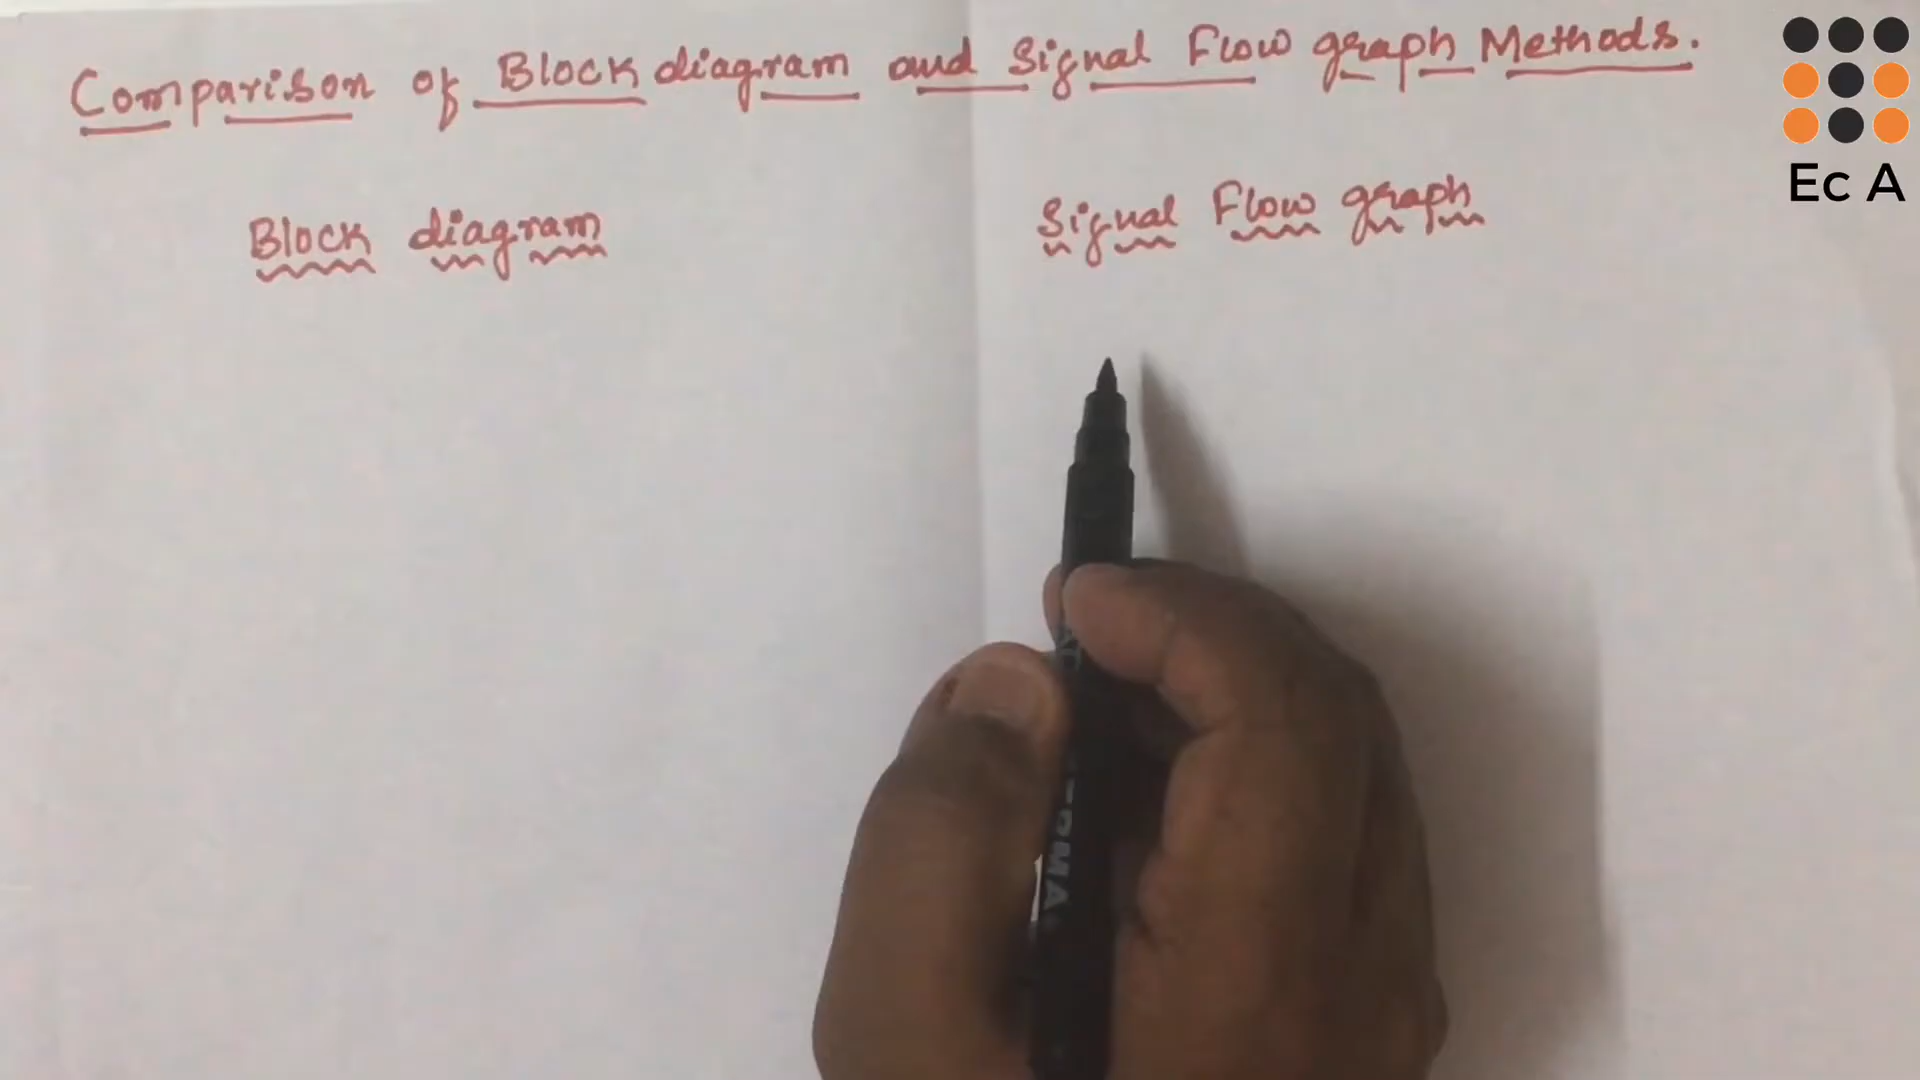 Comparison of Block diagram and Signal Flow graph Methods.
Ec A
Block diagram
Signal Flow graph